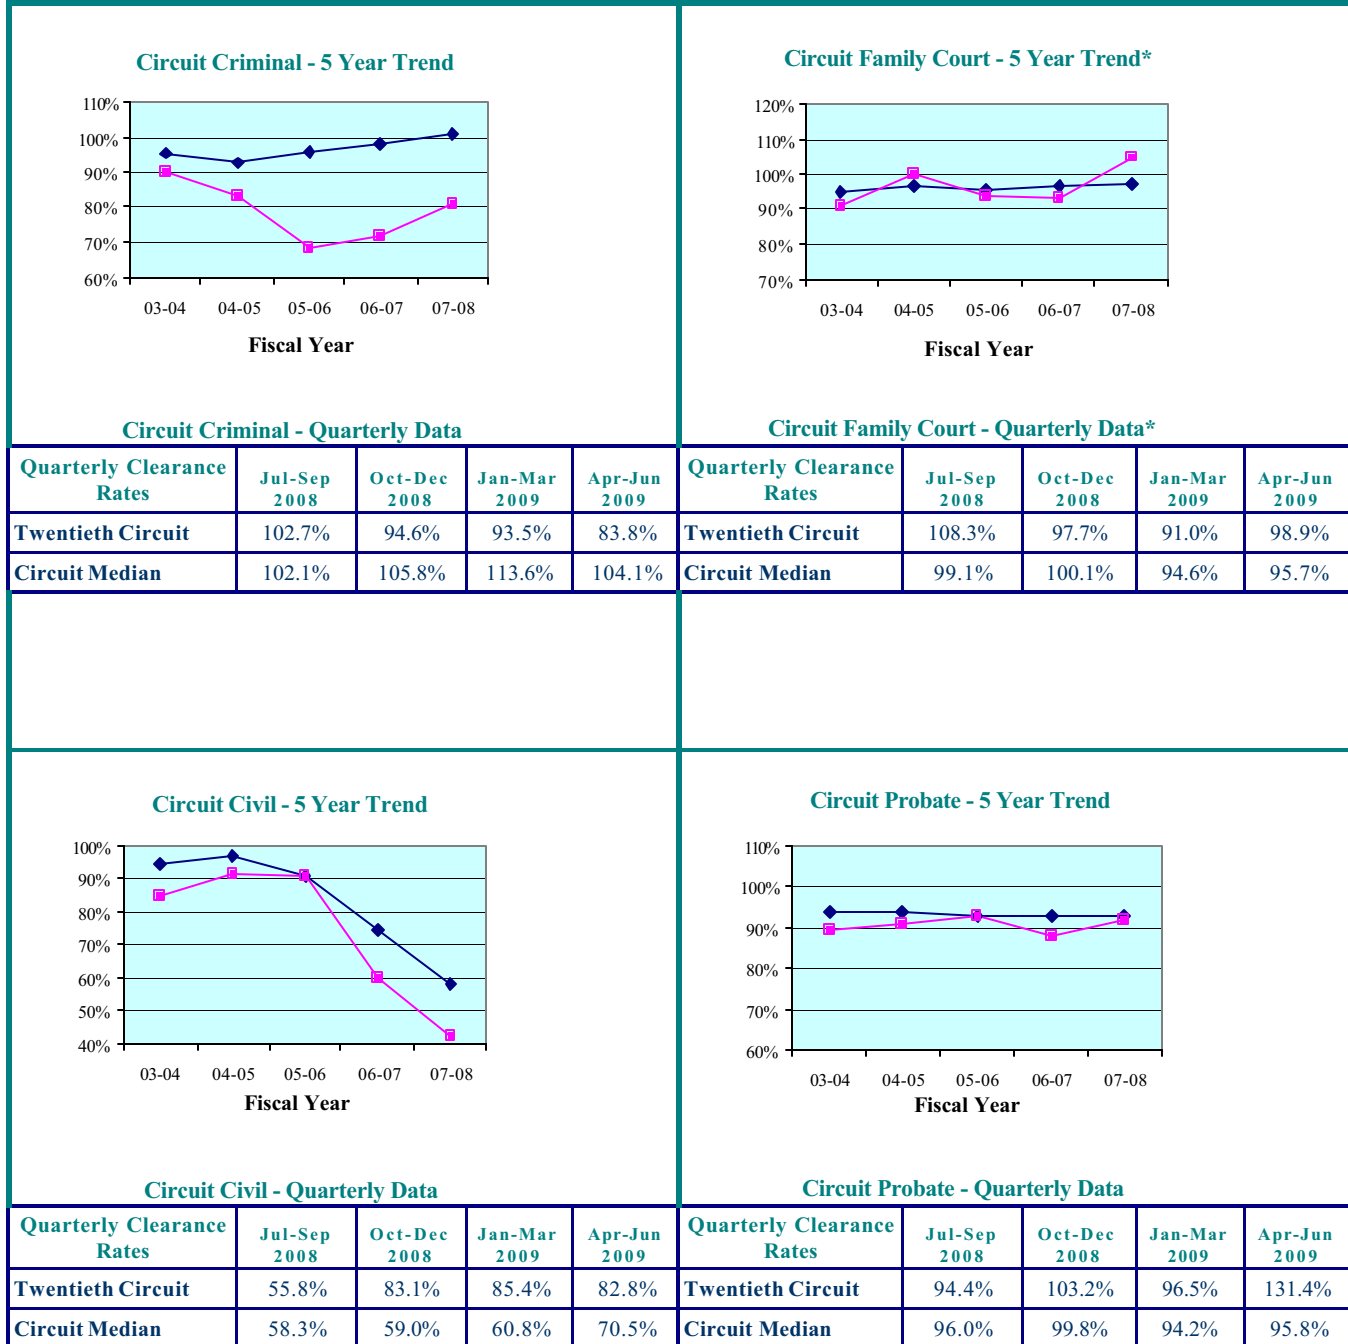 Circuit Criminal - 5 Year Trend
110%
100%
90%
80%
70%
60%
03-04 04-05 05-06 06-07 07-08
Fiscal Year
Circuit Criminal - Quarterly Data
Quarterly Clearance Rates Jul-Sep 2008 Oct-Dec 2008 Jan-Mar 2009 Apr-Jun 2009
Twentieth Circuit 102.7% 94.6% 93.5% 83.8%
Circuit Median 102.1% 105.8% 113.6% 104.1%
Circuit Family Court - 5 Year Trend*
120%
110%
100%
90%
80%
70%
03-04 04-05 05-06 06-07 07-08
Fiscal Year
Circuit Family Court - Quarterly Data*
Quarterly Clearance Rates Jul-Sep 2008 Oct-Dec 2008 Jan-Mar 2009 Apr-Jun 2009
Twentieth Circuit 108.3% 97.7% 91.0% 98.9%
Circuit Median 99.1% 100.1% 94.6% 95.7%
Circuit Civil - 5 Year Trend
100%
90%
80%
70%
60%
50%
40%
03-04 04-05 05-06 06-07 07-08
Fiscal Year
Circuit Civil - Quarterly Data
Quarterly Clearance Rates Jul-Sep 2008 Oct-Dec 2008 Jan-Mar 2009 Apr-Jun 2009
Twentieth Circuit 55.8% 83.1% 85.4% 82.8%
Circuit Median 58.3% 59.0% 60.8% 70.5%
Circuit Probate - 5 Year Trend
110%
100%
90%
80%
70%
60%
03-04 04-05 05-06 06-07 07-08
Fiscal Year
Circuit Probate - Quarterly Data
Quarterly Clearance Rates Jul-Sep 2008 Oct-Dec 2008 Jan-Mar 2009 Apr-Jun 2009
Twentieth Circuit 94.4% 103.2% 96.5% 131.4%
Circuit Median 96.0% 99.8% 94.2% 95.8%